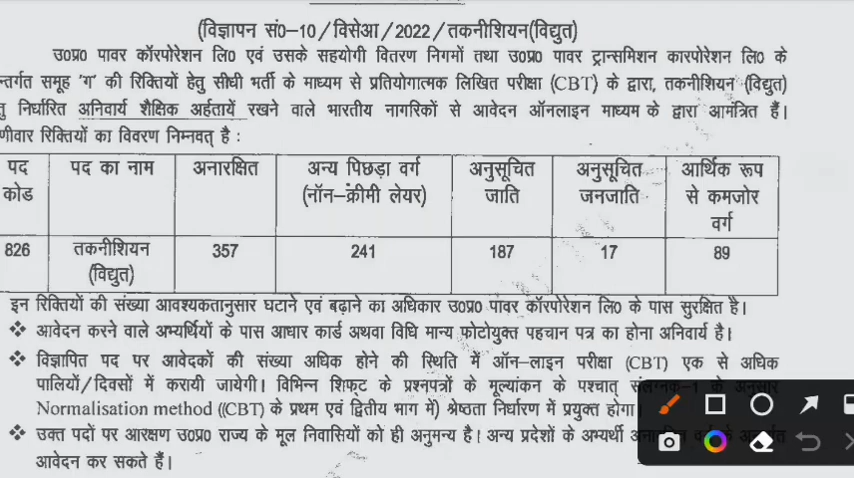 (विज्ञापन सं0–10/विसेआ/2022/तकनीशियन(विद्युत)
उ0प्र0 पावर कॉरपोरेशन लि0 एवं उसके सहयोगी वितरण निगमों तथा उ0प्र0 पावर ट्रान्समिशन कारपोरेशन लि0 के
न्तर्गत समूह 'ग' की रिक्तियों हेतु सीधी भर्ती के माध्यम से प्रतियोगात्मक लिखित परीक्षा (CBT) के द्वारा, तकनीशियन (विद्युत)
तु निर्धारित अनिवार्य शैक्षिक अर्हतायें रखने वाले भारतीय नागरिकों से आवेदन ऑनलाइन माध्यम के द्वारा आमंत्रित हैं।
णीवार रिक्तियों का विवरण निम्नवत् है :
पद कोड
पद का नाम
अनारक्षित
अन्य पिछड़ा वर्ग (नॉन–क्रीमी लेयर)
अनुसूचित जाति
अनुसूचित जनजाति
आर्थिक रूप से कमजोर वर्ग
826
तकनीशियन (विद्युत)
357
241
187
17
89
इन रिक्तियों की संख्या आवश्यकतानुसार घटाने एवं बढ़ाने का अधिकार उ0प्र0 पावर कॉरपोरेशन लि0 के पास सुरक्षित है।
❖ आवेदन करने वाले अभ्यर्थियों के पास आधार कार्ड अथवा विधि मान्य फोटोयुक्त पहचान पत्र का होना अनिवार्य है।
❖ विज्ञापित पद पर आवेदकों की संख्या अधिक होने की स्थिति में ऑन–लाइन परीक्षा (CBT) एक से अधिक
पालियों/दिवसों में करायी जायेगी। विभिन्न शिफ्ट के प्रश्नपत्रों के मूल्यांकन के पश्चात् संलग्नक–1 के अनुसार
Normalisation method ((CBT) के प्रथम एवं द्वितीय भाग में) श्रेष्ठता निर्धारण में प्रयुक्त होगा
❖ उक्त पदों पर आरक्षण उ0प्र0 राज्य के मूल निवासियों को ही अनुमन्य है। अन्य प्रदेशों के अभ्यर्थी
आवेदन कर सकते हैं।